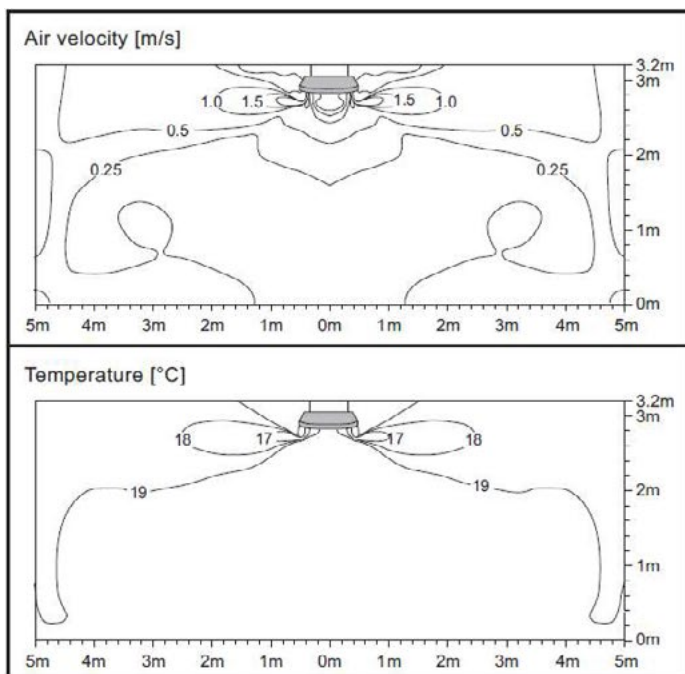 Air velocity [m/s]
3.2m
3m
1.0 1.5 1.5 1.0
0.5 0.5
2m
0.25 0.25
1m
0m
5m 4m 3m 2m 1m 0m 1m 2m 3m 4m 5m
Temperature [°C]
3.2m
3m
18 17 17 18
19 19
2m
1m
0m
5m 4m 3m 2m 1m 0m 1m 2m 3m 4m 5m